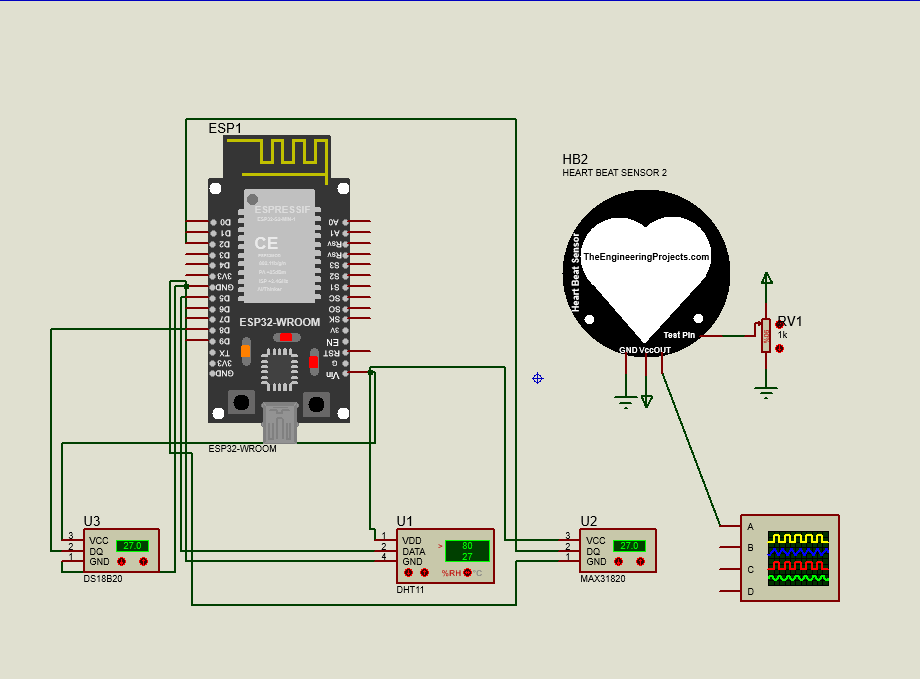 ESP1
ESPRESSIF
CE
ESP32-WROOM
D0
D1
D2
D3
D4
3V3
GND
D5
D6
D7
D8
D9
TX
3V3
GND
A0
A1
Rsv
Rsv
S3
S2
S1
SC
SO
SK
3V
EN
RST
G
Vin
ESP32-WROOM
HB2
HEART BEAT SENSOR 2
Heart Beat Sensor
TheEngineeringProjects.com
Test Pin
GND Vcc OUT
RV1
1k
U3
3 VCC
2 DQ
1 GND
27.0
DS18B20
U1
1 VDD
2 DATA
4 GND
> 80
27
%RH °C
DHT11
U2
3 VCC
2 DQ
1 GND
27.0
MAX31820
A
B
C
D